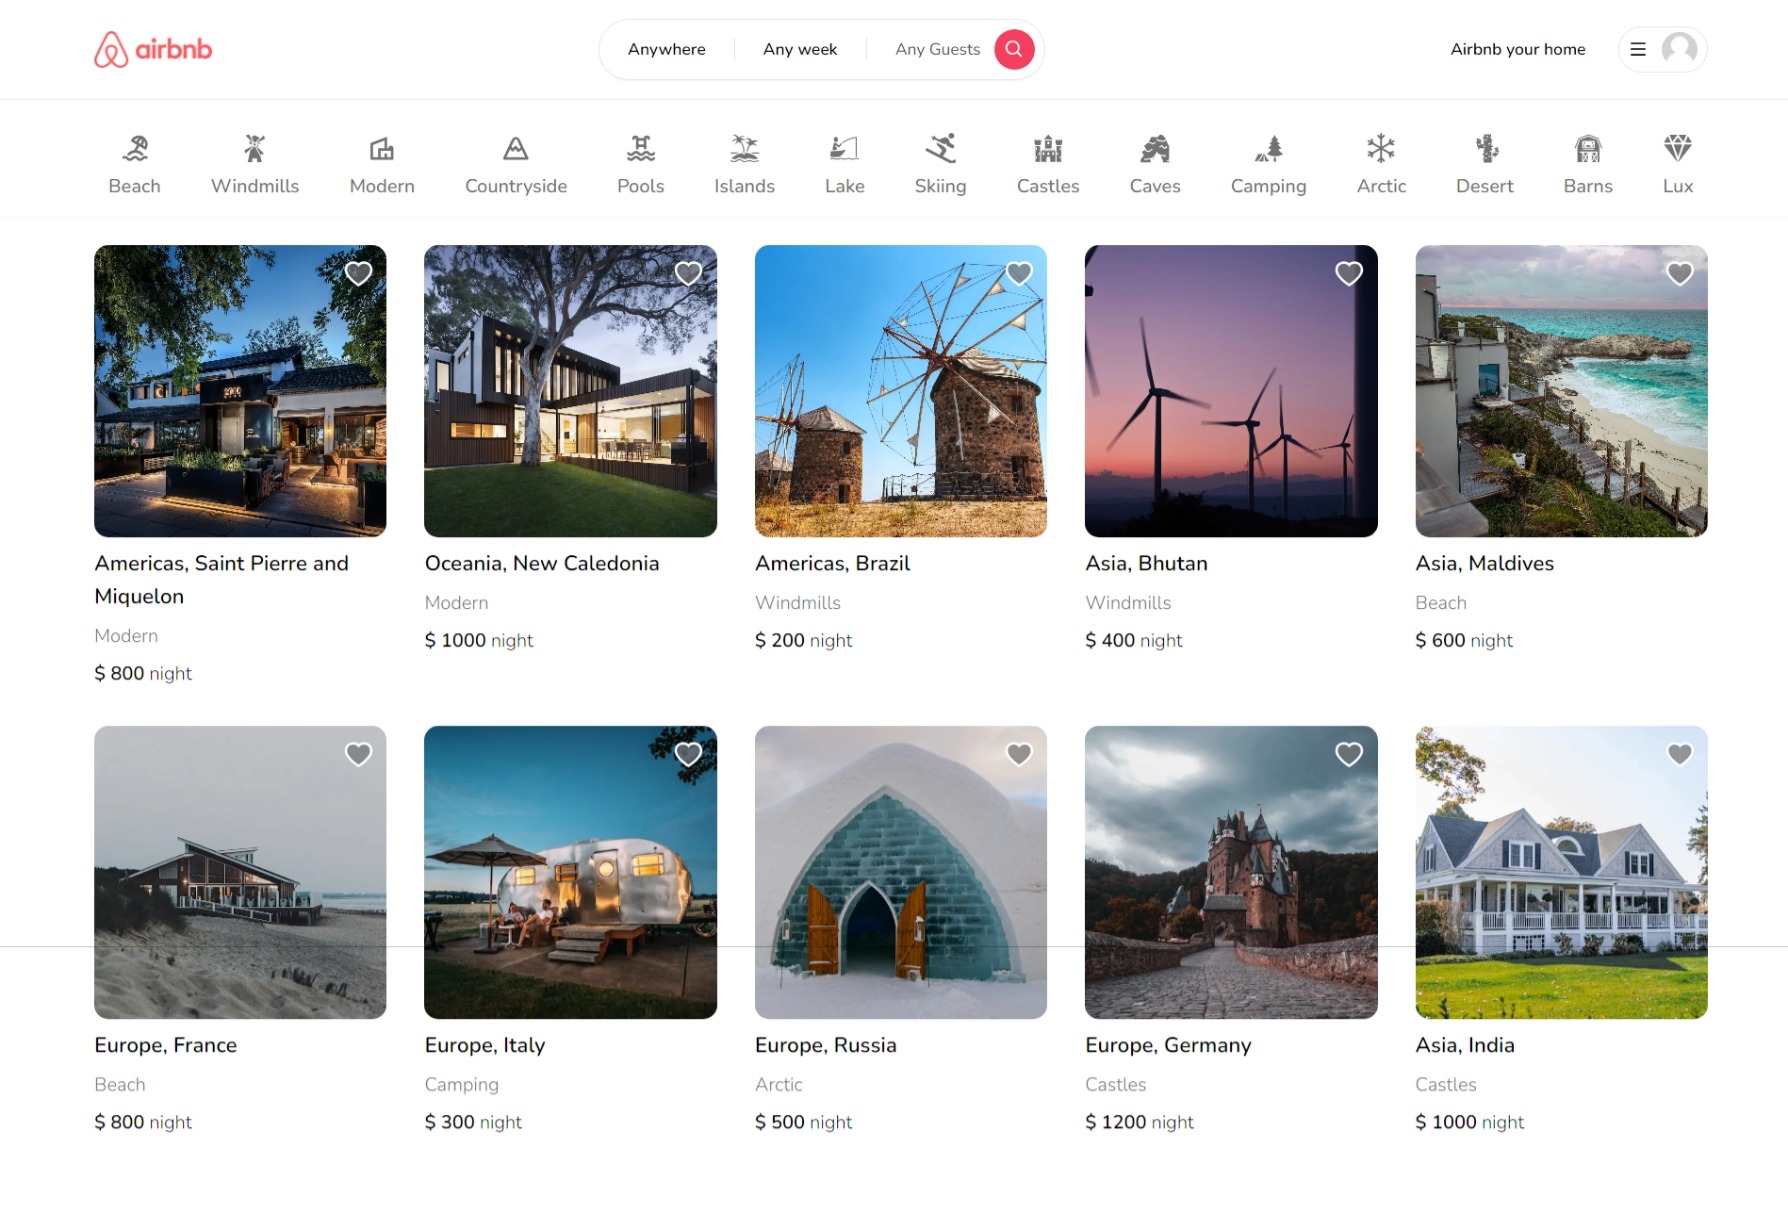 airbnb
Anywhere
Any week
Any Guests
Airbnb your home
Beach
Windmills
Modern
Countryside
Pools
Islands
Lake
Skiing
Castles
Caves
Camping
Arctic
Desert
Barns
Lux
Americas, Saint Pierre and
Miquelon
Modern
$ 800 night
Oceania, New Caledonia
Modern
$ 1000 night
Americas, Brazil
Windmills
$ 200 night
Asia, Bhutan
Windmills
$ 400 night
Asia, Maldives
Beach
$ 600 night
Europe, France
Beach
$ 800 night
Europe, Italy
Camping
$ 300 night
Europe, Russia
Arctic
$ 500 night
Europe, Germany
Castles
$ 1200 night
Asia, India
Castles
$ 1000 night